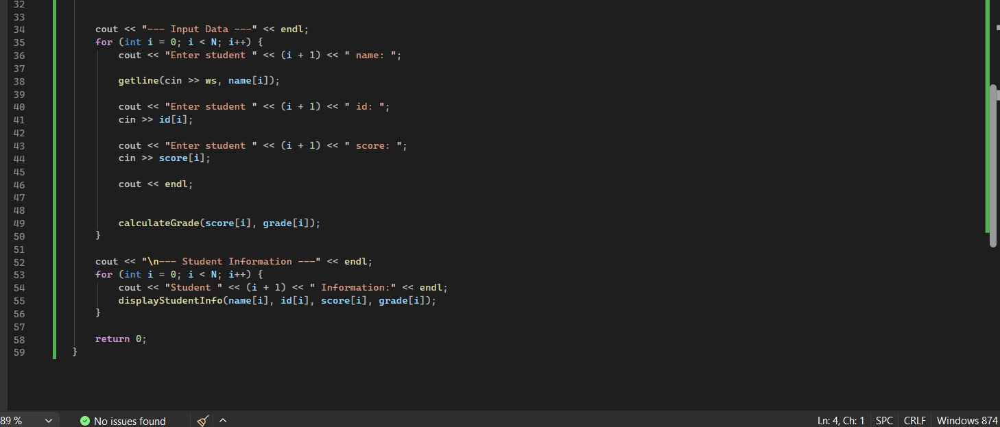 32
33
34 cout << "--- Input Data ---" << endl;
35 for (int i = 0; i < N; i++) {
36 cout << "Enter student " << (i + 1) << " name: ";
37
38 getline(cin >> ws, name[i]);
39
40 cout << "Enter student " << (i + 1) << " id: ";
41 cin >> id[i];
42
43 cout << "Enter student " << (i + 1) << " score: ";
44 cin >> score[i];
45
46 cout << endl;
47
48
49 calculateGrade(score[i], grade[i]);
50 }
51
52 cout << "\n--- Student Information ---" << endl;
53 for (int i = 0; i < N; i++) {
54 cout << "Student " << (i + 1) << " Information:" << endl;
55 displayStudentInfo(name[i], id[i], score[i], grade[i]);
56 }
57
58 return 0;
59 }
89 % No issues found Ln: 4, Ch: 1 SPC CRLF Windows 874